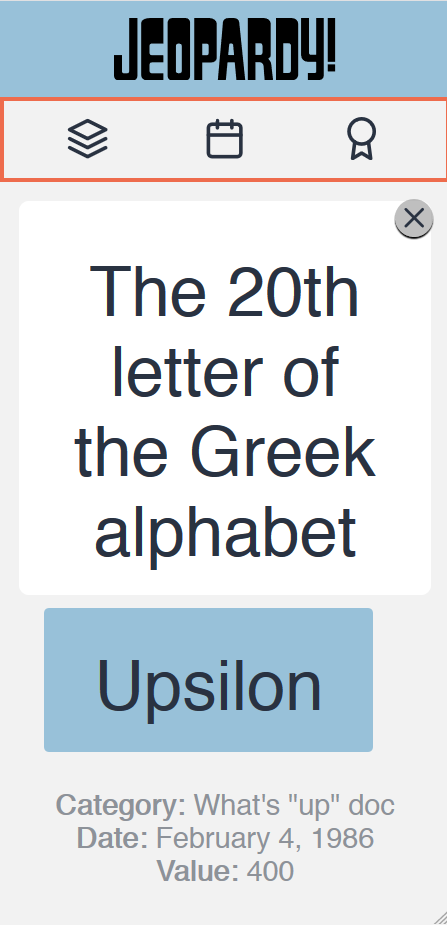 JEOPARDY!
The 20th
letter of
the Greek
alphabet
Upsilon
Category: What's "up" doc
Date: February 4, 1986
Value: 400